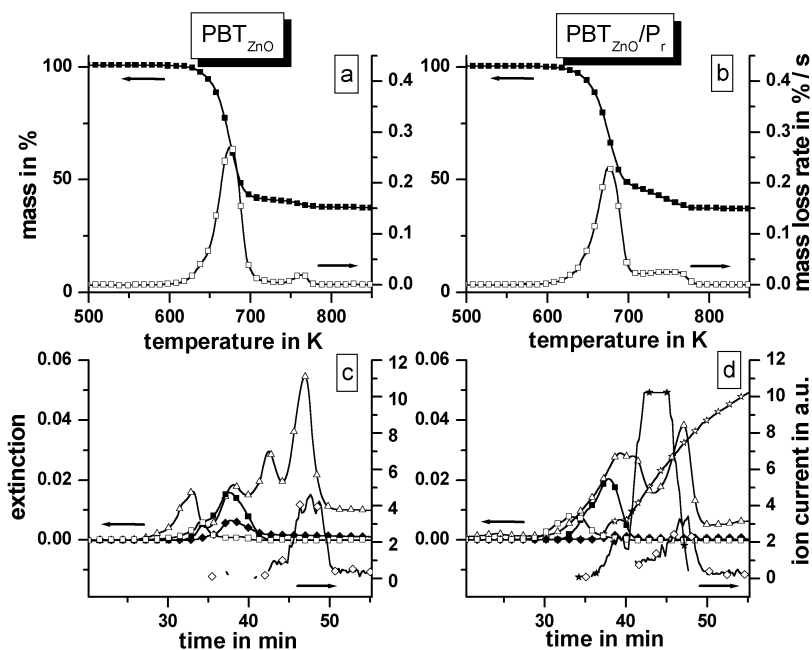 PBT_ZnO
PBT_ZnO/P_r
a
b
100
50
0
mass in %
0.4
0.3
0.2
0.1
0.0
100
50
0
0.4
0.3
0.2
0.1
0.0
mass loss rate in % / s
500 600 700 800
temperature in K
500 600 700 800
temperature in K
c
d
0.06
0.04
0.02
0.00
extinction
12
10
8
6
4
2
0
0.06
0.04
0.02
0.00
12
10
8
6
4
2
0
ion current in a.u.
30 40 50
time in min
30 40 50
time in min